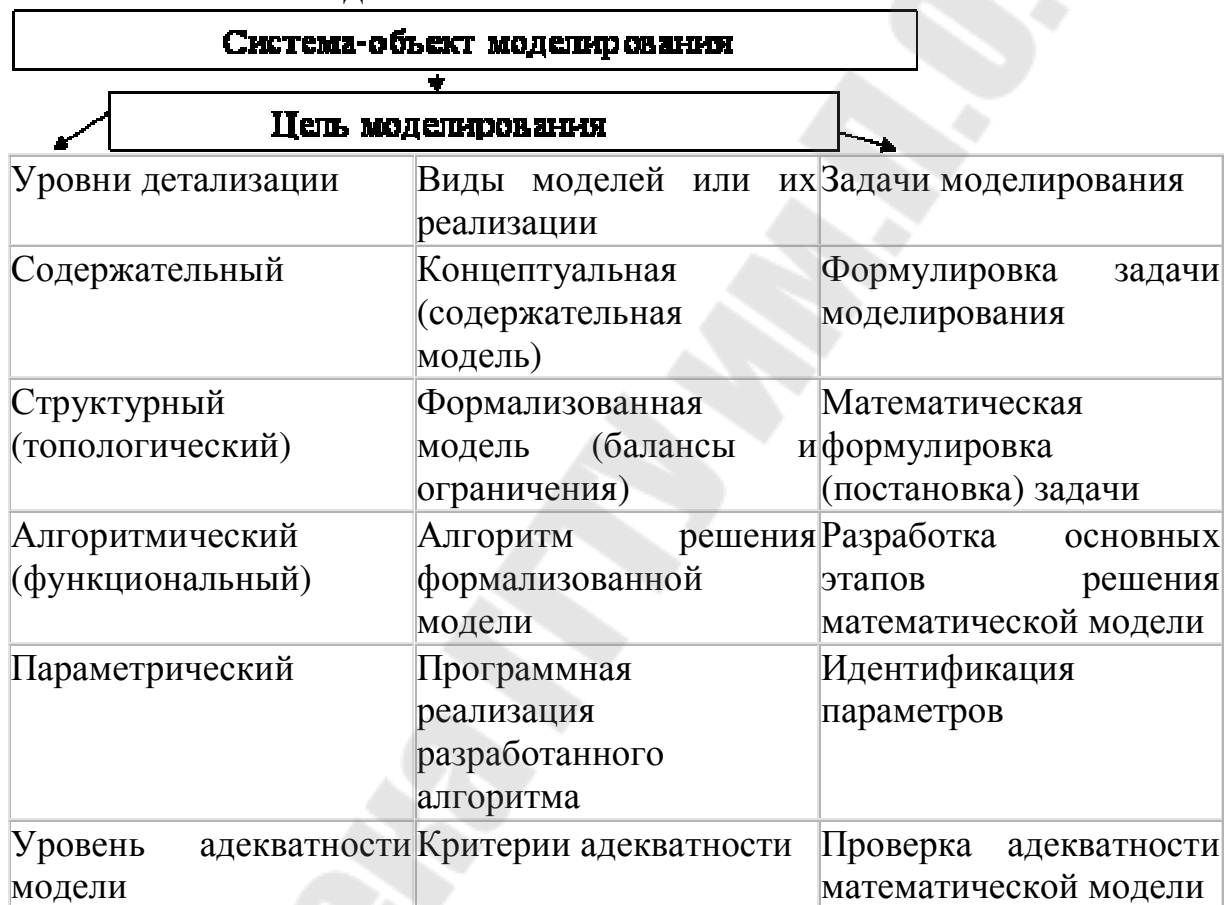 Система-объект моделирования
Цель моделирования
Уровни детализации
Виды моделей или их
реализации
Задачи моделирования
Содержательный
Концептуальная
(содержательная
модель)
Формулировка задачи
моделирования
Структурный
(топологический)
Формализованная
модель (балансы и
ограничения)
Математическая
формулировка
(постановка) задачи
Алгоритмический
(функциональный)
Алгоритм решения
формализованной
модели
Разработка основных
этапов решения
математической модели
Параметрический
Программная
реализация
разработанного
алгоритма
Идентификация
параметров
Уровень адекватности
модели
Критерии адекватности
Проверка адекватности
математической модели